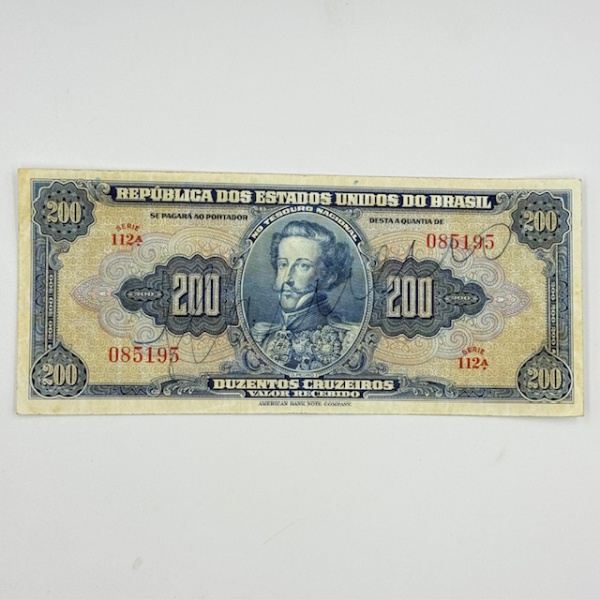 REPÚBLICA DOS ESTADOS UNIDOS DO BRASIL
200
200
SE PAGARÁ AO PORTADOR
NO TESOURO NACIONAL
DESTA A QUANTIA DE
SERIE
112ª
085195
200
200
085195
SERIE
112ª
200
200
DUZENTOS CRUZEIROS
VALOR RECEBIDO
AMERICAN BANK NOTE COMPANY.